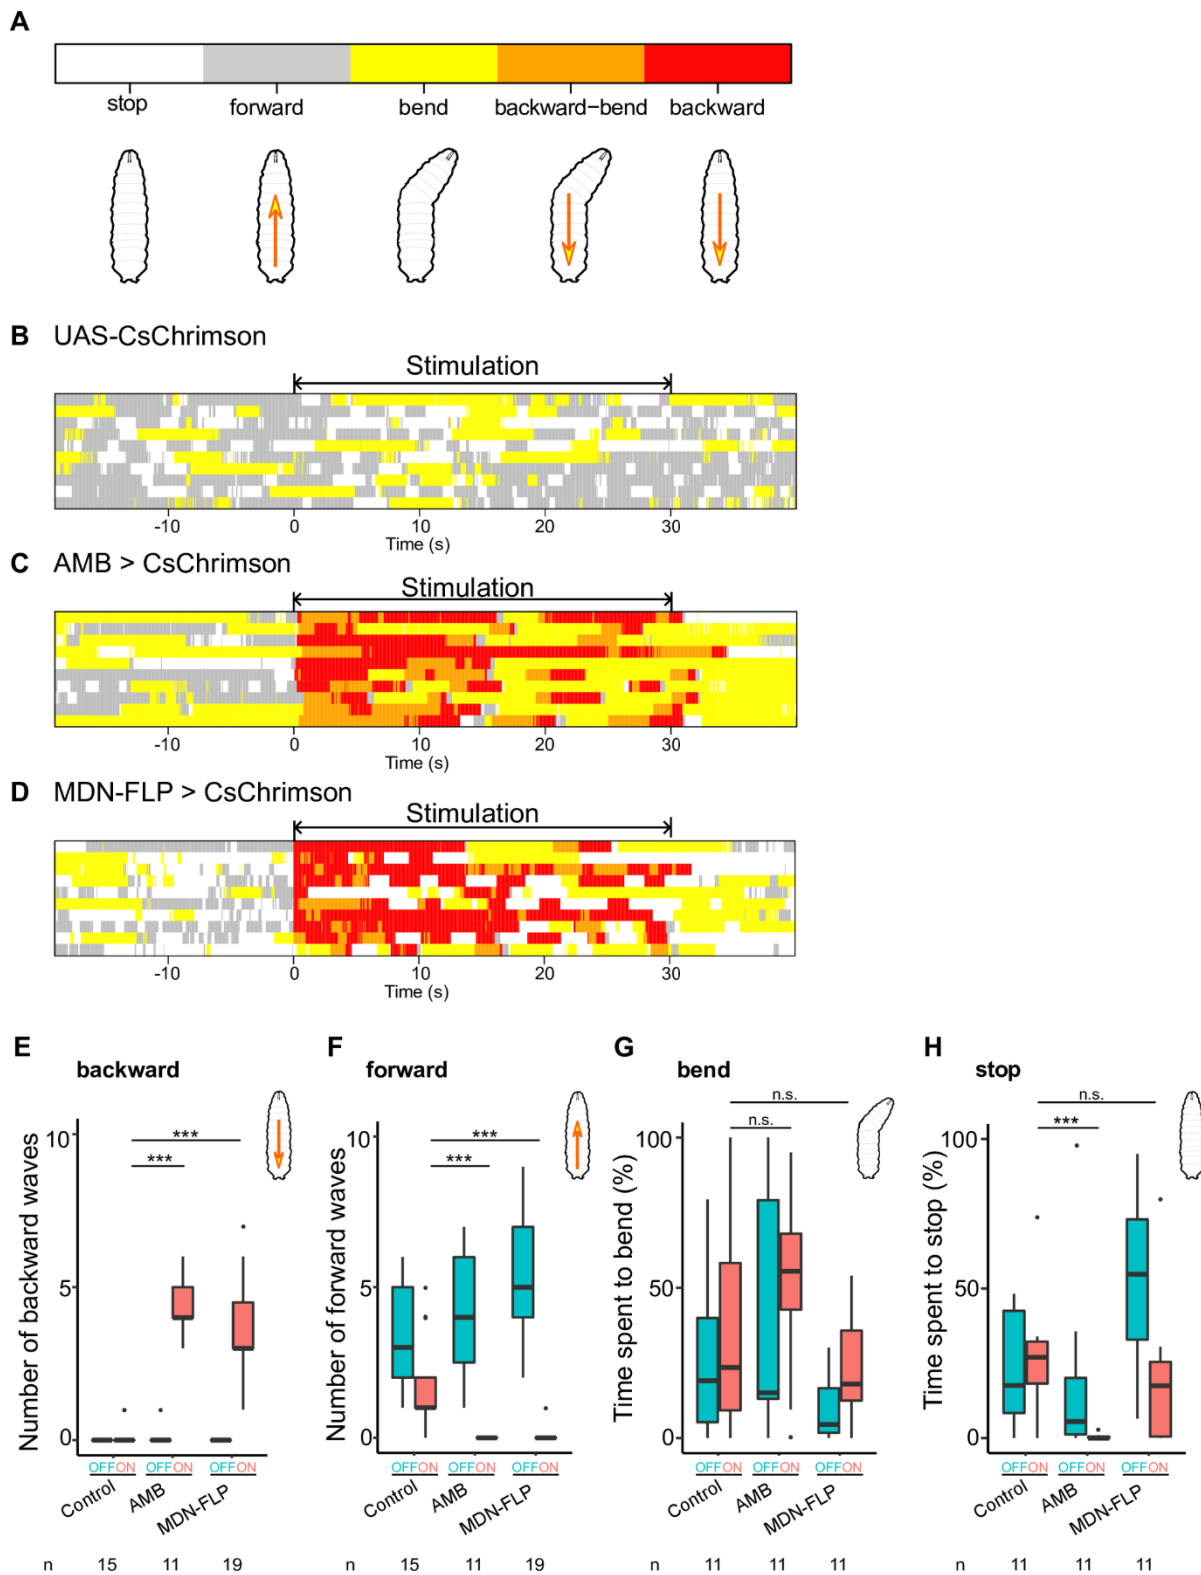 A
stop forward bend backward-bend backward
B UAS-CsChrimson
Stimulation
-10 0 10 20 30
Time (s)
C AMB > CsChrimson
Stimulation
-10 0 10 20 30
Time (s)
D MDN-FLP > CsChrimson
Stimulation
-10 0 10 20 30
Time (s)
E
backward
Number of backward waves
10
5
0
***
***
OFF ON OFF ON OFF ON
Control AMB MDN-FLP
n 15 11 19
F
forward
Number of forward waves
10
5
0
***
***
OFF ON OFF ON OFF ON
Control AMB MDN-FLP
n 15 11 19
G
bend
Time spent to bend (%)
100
50
0
n.s.
n.s.
OFF ON OFF ON OFF ON
Control AMB MDN-FLP
n 11 11 11
H
stop
Time spent to stop (%)
100
50
0
n.s.
***
OFF ON OFF ON OFF ON
Control AMB MDN-FLP
n 11 11 11